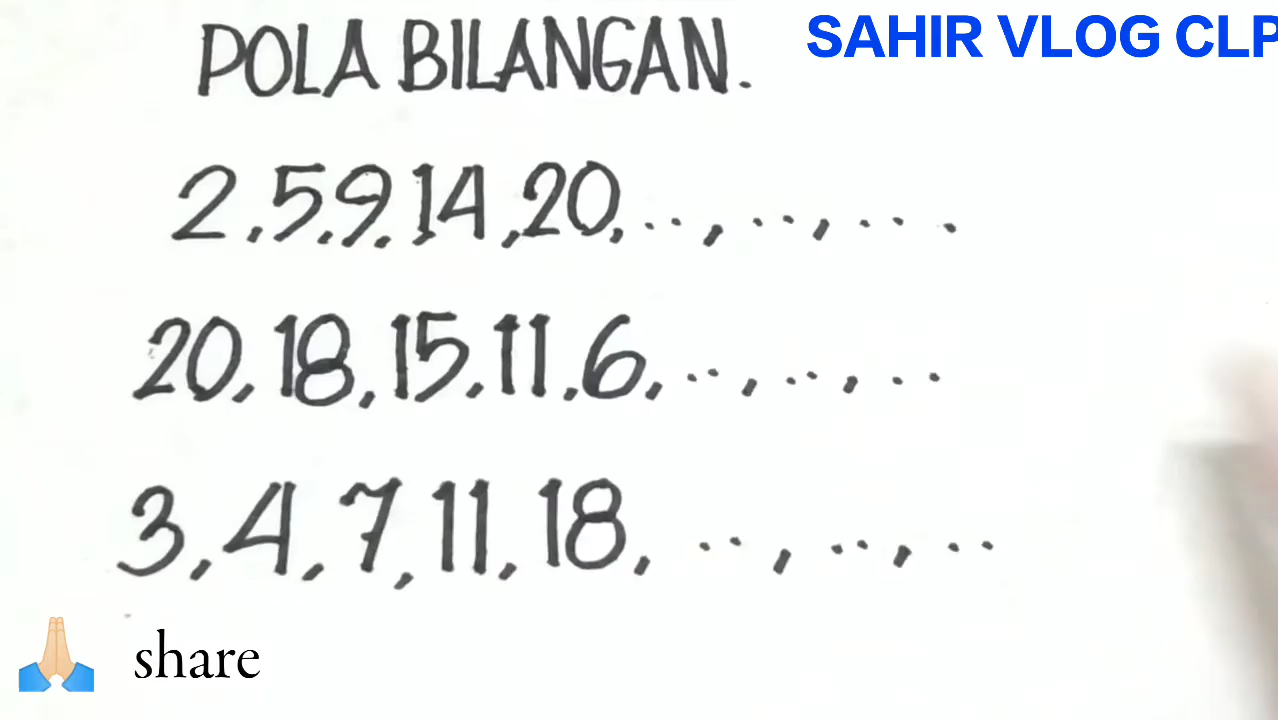 POLA BILANGAN.
SAHIR VLOG CLP
2,5,9,14,20,..,..,...
20,18,15,11,6,..,..,..
3,4,7,11,18,..,..,..
🙏🏻 share